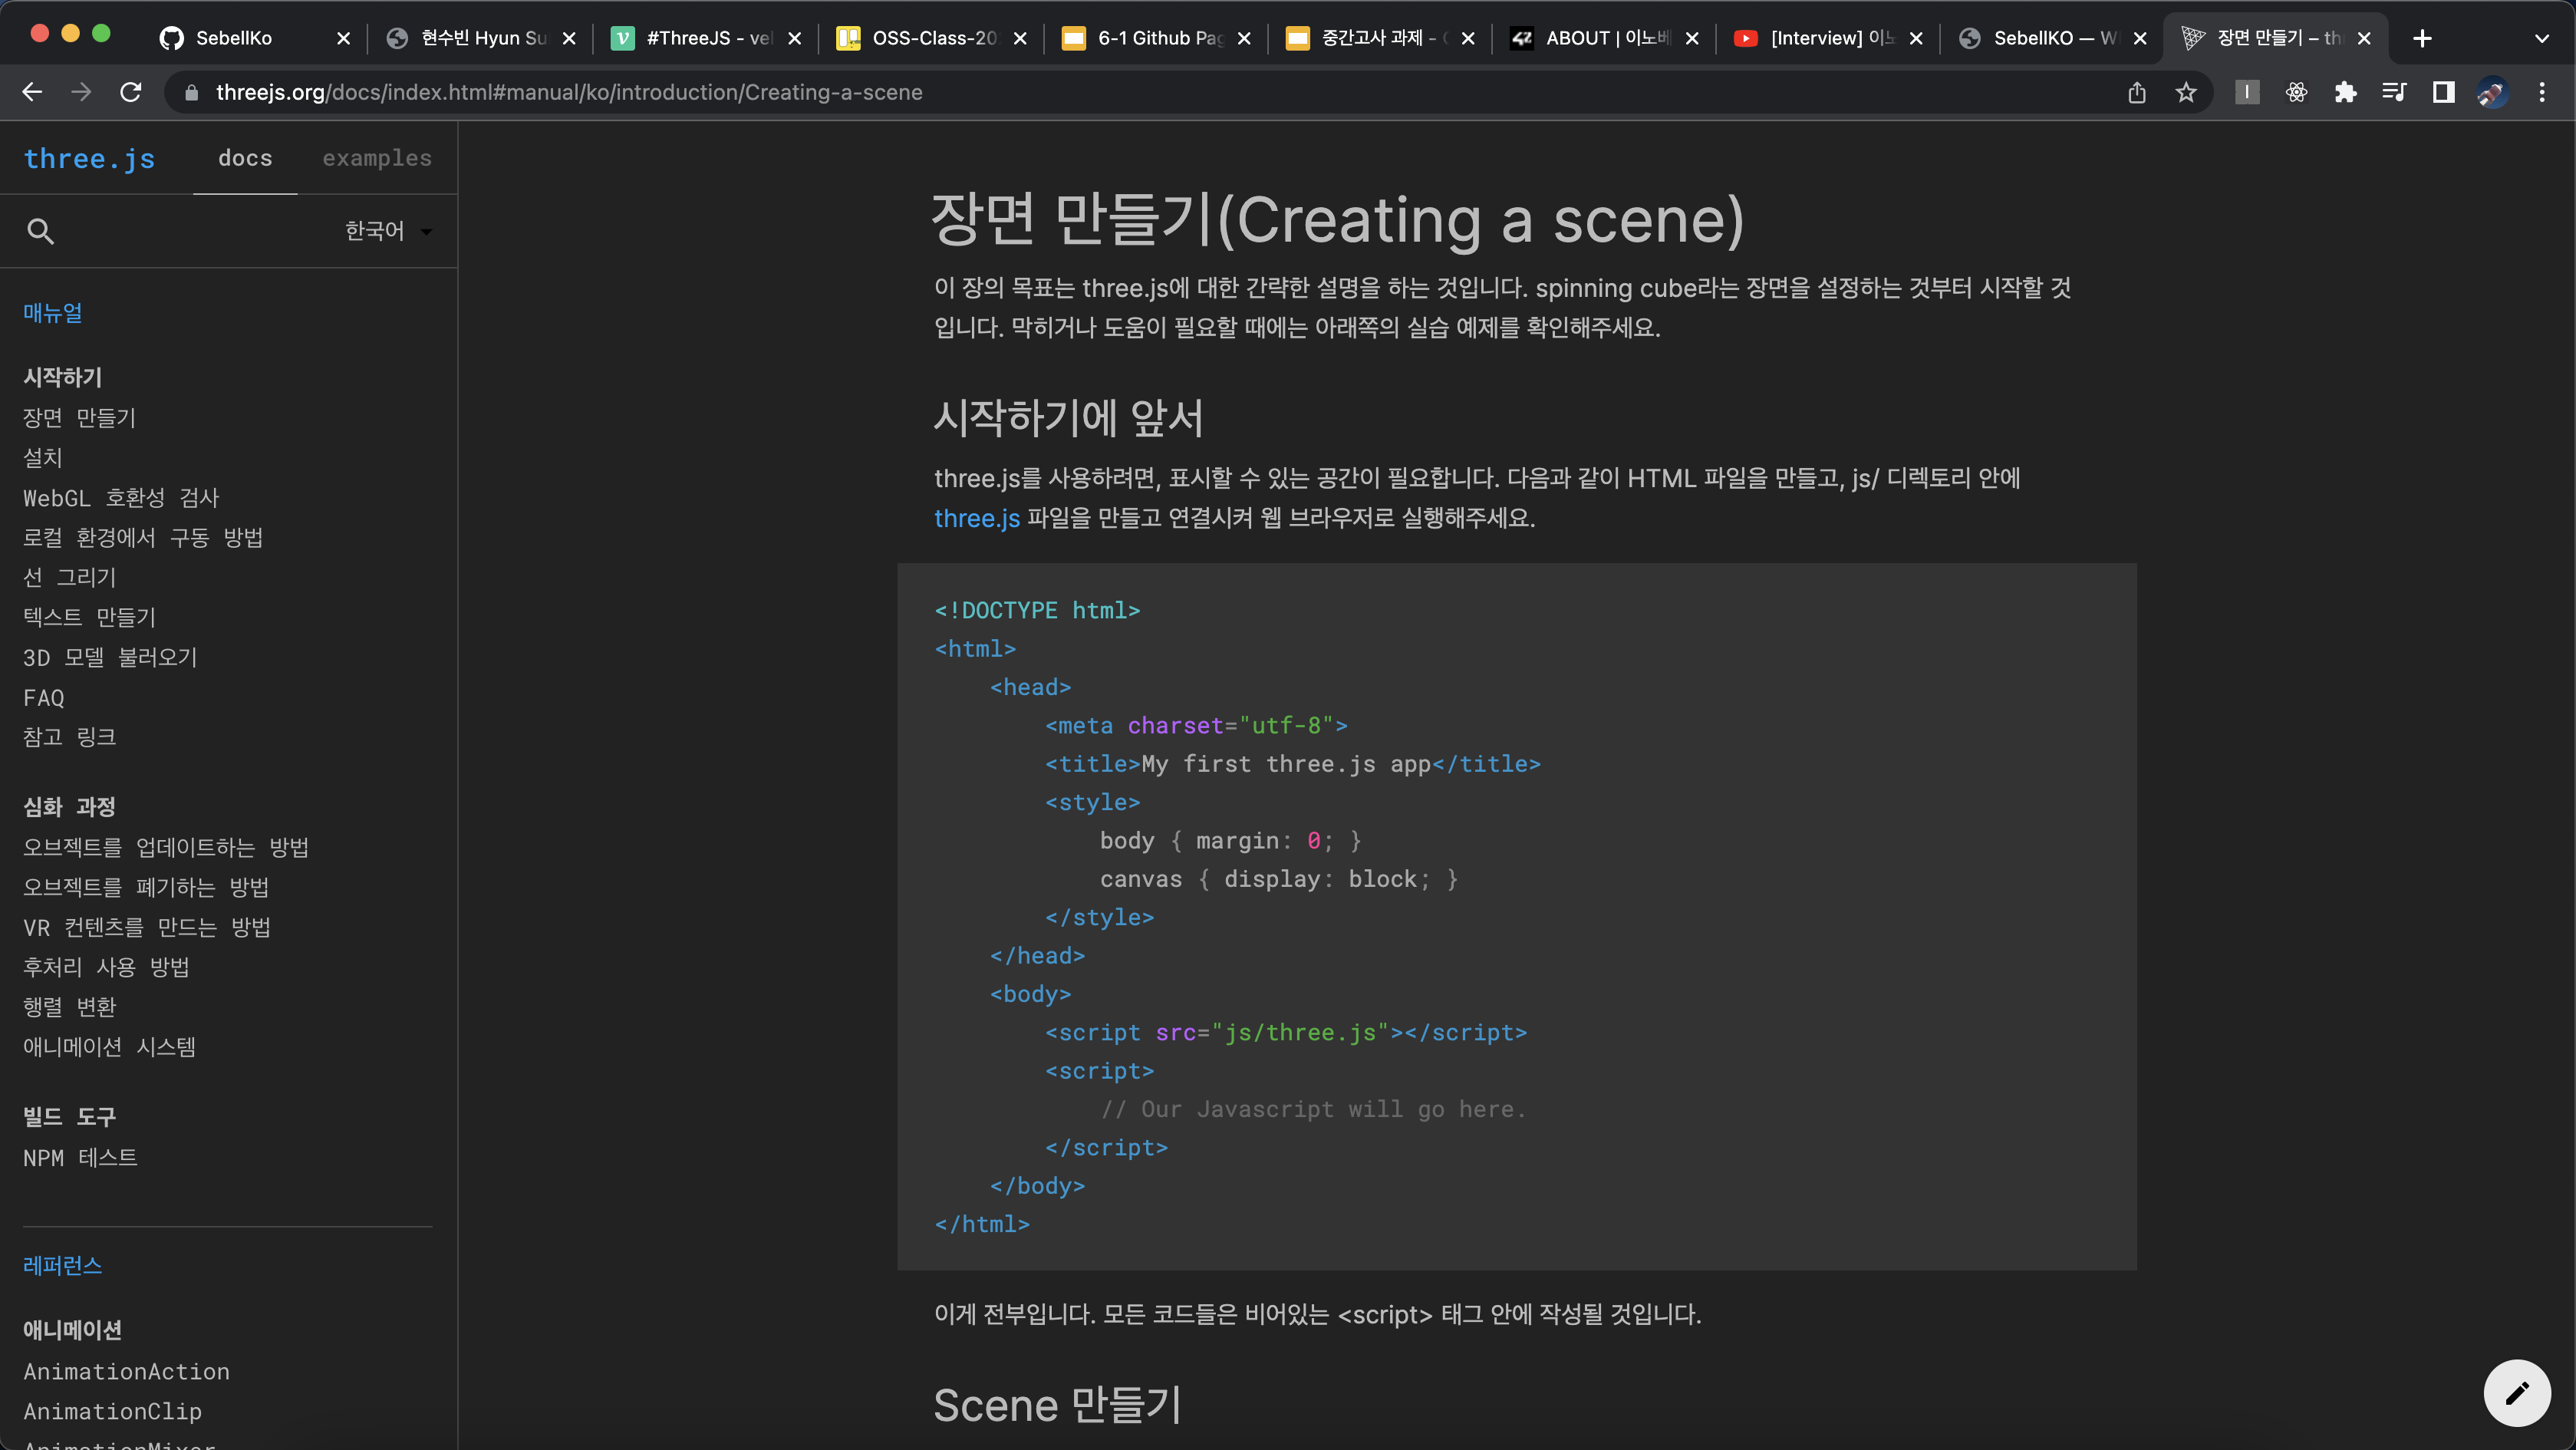 SebellKo
현수빈 Hyun Su
#ThreeJS - vel
OSS-Class-20
6-1 Github Pag
중간고사 과제 -
ABOUT | 이노베
[Interview] 이노
SebellKO — W
장면 만들기 – th
threejs.org/docs/index.html#manual/ko/introduction/Creating-a-scene
three.js docs examples
한국어
매뉴얼
시작하기
장면 만들기
설치
WebGL 호환성 검사
로컬 환경에서 구동 방법
선 그리기
텍스트 만들기
3D 모델 불러오기
FAQ
참고 링크
심화 과정
오브젝트를 업데이트하는 방법
오브젝트를 폐기하는 방법
VR 컨텐츠를 만드는 방법
후처리 사용 방법
행렬 변환
애니메이션 시스템
빌드 도구
NPM 테스트
레퍼런스
애니메이션
AnimationAction
AnimationClip
AnimationMixer
장면 만들기(Creating a scene)
이 장의 목표는 three.js에 대한 간략한 설명을 하는 것입니다. spinning cube라는 장면을 설정하는 것부터 시작할 것
입니다. 막히거나 도움이 필요할 때에는 아래쪽의 실습 예제를 확인해주세요.
시작하기에 앞서
three.js를 사용하려면, 표시할 수 있는 공간이 필요합니다. 다음과 같이 HTML 파일을 만들고, js/ 디렉토리 안에
three.js 파일을 만들고 연결시켜 웹 브라우저로 실행해주세요.
<!DOCTYPE html>
<html>
<head>
<meta charset="utf-8">
<title>My first three.js app</title>
<style>
body { margin: 0; }
canvas { display: block; }
</style>
</head>
<body>
<script src="js/three.js"></script>
<script>
// Our Javascript will go here.
</script>
</body>
</html>
이게 전부입니다. 모든 코드들은 비어있는 <script> 태그 안에 작성될 것입니다.
Scene 만들기